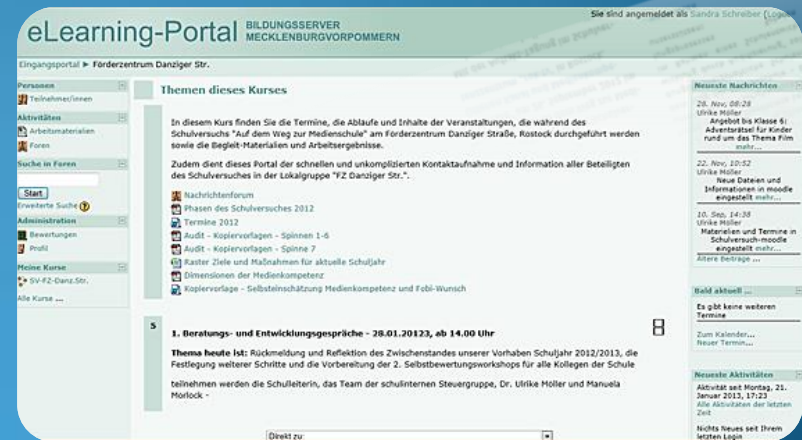 eLearning-Portal BILDUNGSSERVER
MECKLENBURGVORPOMMERN
Sie sind angemeldet als Sandra Schreiber (Logout
Eingangsportal ► Förderzentrum Danziger Str.
Personen
Teilnehmer/innen
Aktivitäten
Arbeitsmaterialien
Foren
Suche in Foren
Start
Erweiterte Suche
Administration
Bewertungen
Profil
Meine Kurse
SV-FZ-Danz.Str.
Alle Kurse ...
Themen dieses Kurses
In diesem Kurs finden Sie die Termine, die Abläufe und Inhalte der Veranstaltungen, die während des
Schulversuchs "Auf dem Weg zur Medienschule" am Förderzentrum Danziger Straße, Rostock durchgeführt werden
sowie die Begleit-Materialien und Arbeitsergebnisse.
Zudem dient dieses Portal der schnellen und unkomplizierten Kontaktaufnahme und Information aller Beteiligten
des Schulversuches in der Lokalgruppe "FZ Danziger Str.".
Nachrichtenforum
Phasen des Schulversuches 2012
Termine 2012
Audit - Kopiervorlagen - Spinnen 1-6
Audit - Kopiervorlagen - Spinne 7
Raster Ziele und Maßnahmen für aktuelle Schuljahr
Dimensionen der Medienkompetenz
Kopiervorlage - Selbsteinschätzung Medienkompetenz und Fobi-Wunsch
5
1. Beratungs- und Entwicklungsgespräche - 28.01.20123, ab 14.00 Uhr
Thema heute ist: Rückmeldung und Reflektion des Zwischenstandes unserer Vorhaben Schuljahr 2012/2013, die
Festlegung weiterer Schritte und die Vorbereitung der 2. Selbstbewertungsworkshops für alle Kollegen der Schule
teilnehmen werden die Schulleiterin, das Team der schulinternen Steuergruppe, Dr. Ulrike Möller und Manuela
Morlock -
Direkt zu:
Neueste Nachrichten
28. Nov, 08:28
Ulrike Möller
Angebot bis Klasse 6:
Adventsrätsel für Kinder
rund um das Thema Film
mehr...
22. Nov, 10:52
Ulrike Möller
Neue Dateien und
Informationen in moodle
eingestellt mehr...
10. Sep, 14:38
Ulrike Möller
Materielien und Termine in
Schulversuch-moodle
eingestellt mehr...
Ältere Beiträge ...
Bald aktuell ...
Es gibt keine weiteren
Termine
Zum Kalender...
Neuer Termin...
Neueste Aktivitäten
Aktivität seit Montag, 21.
Januar 2013, 17:23
Alle Aktivitäten der letzten
Zeit
Nichts Neues seit Ihrem
letzten Login